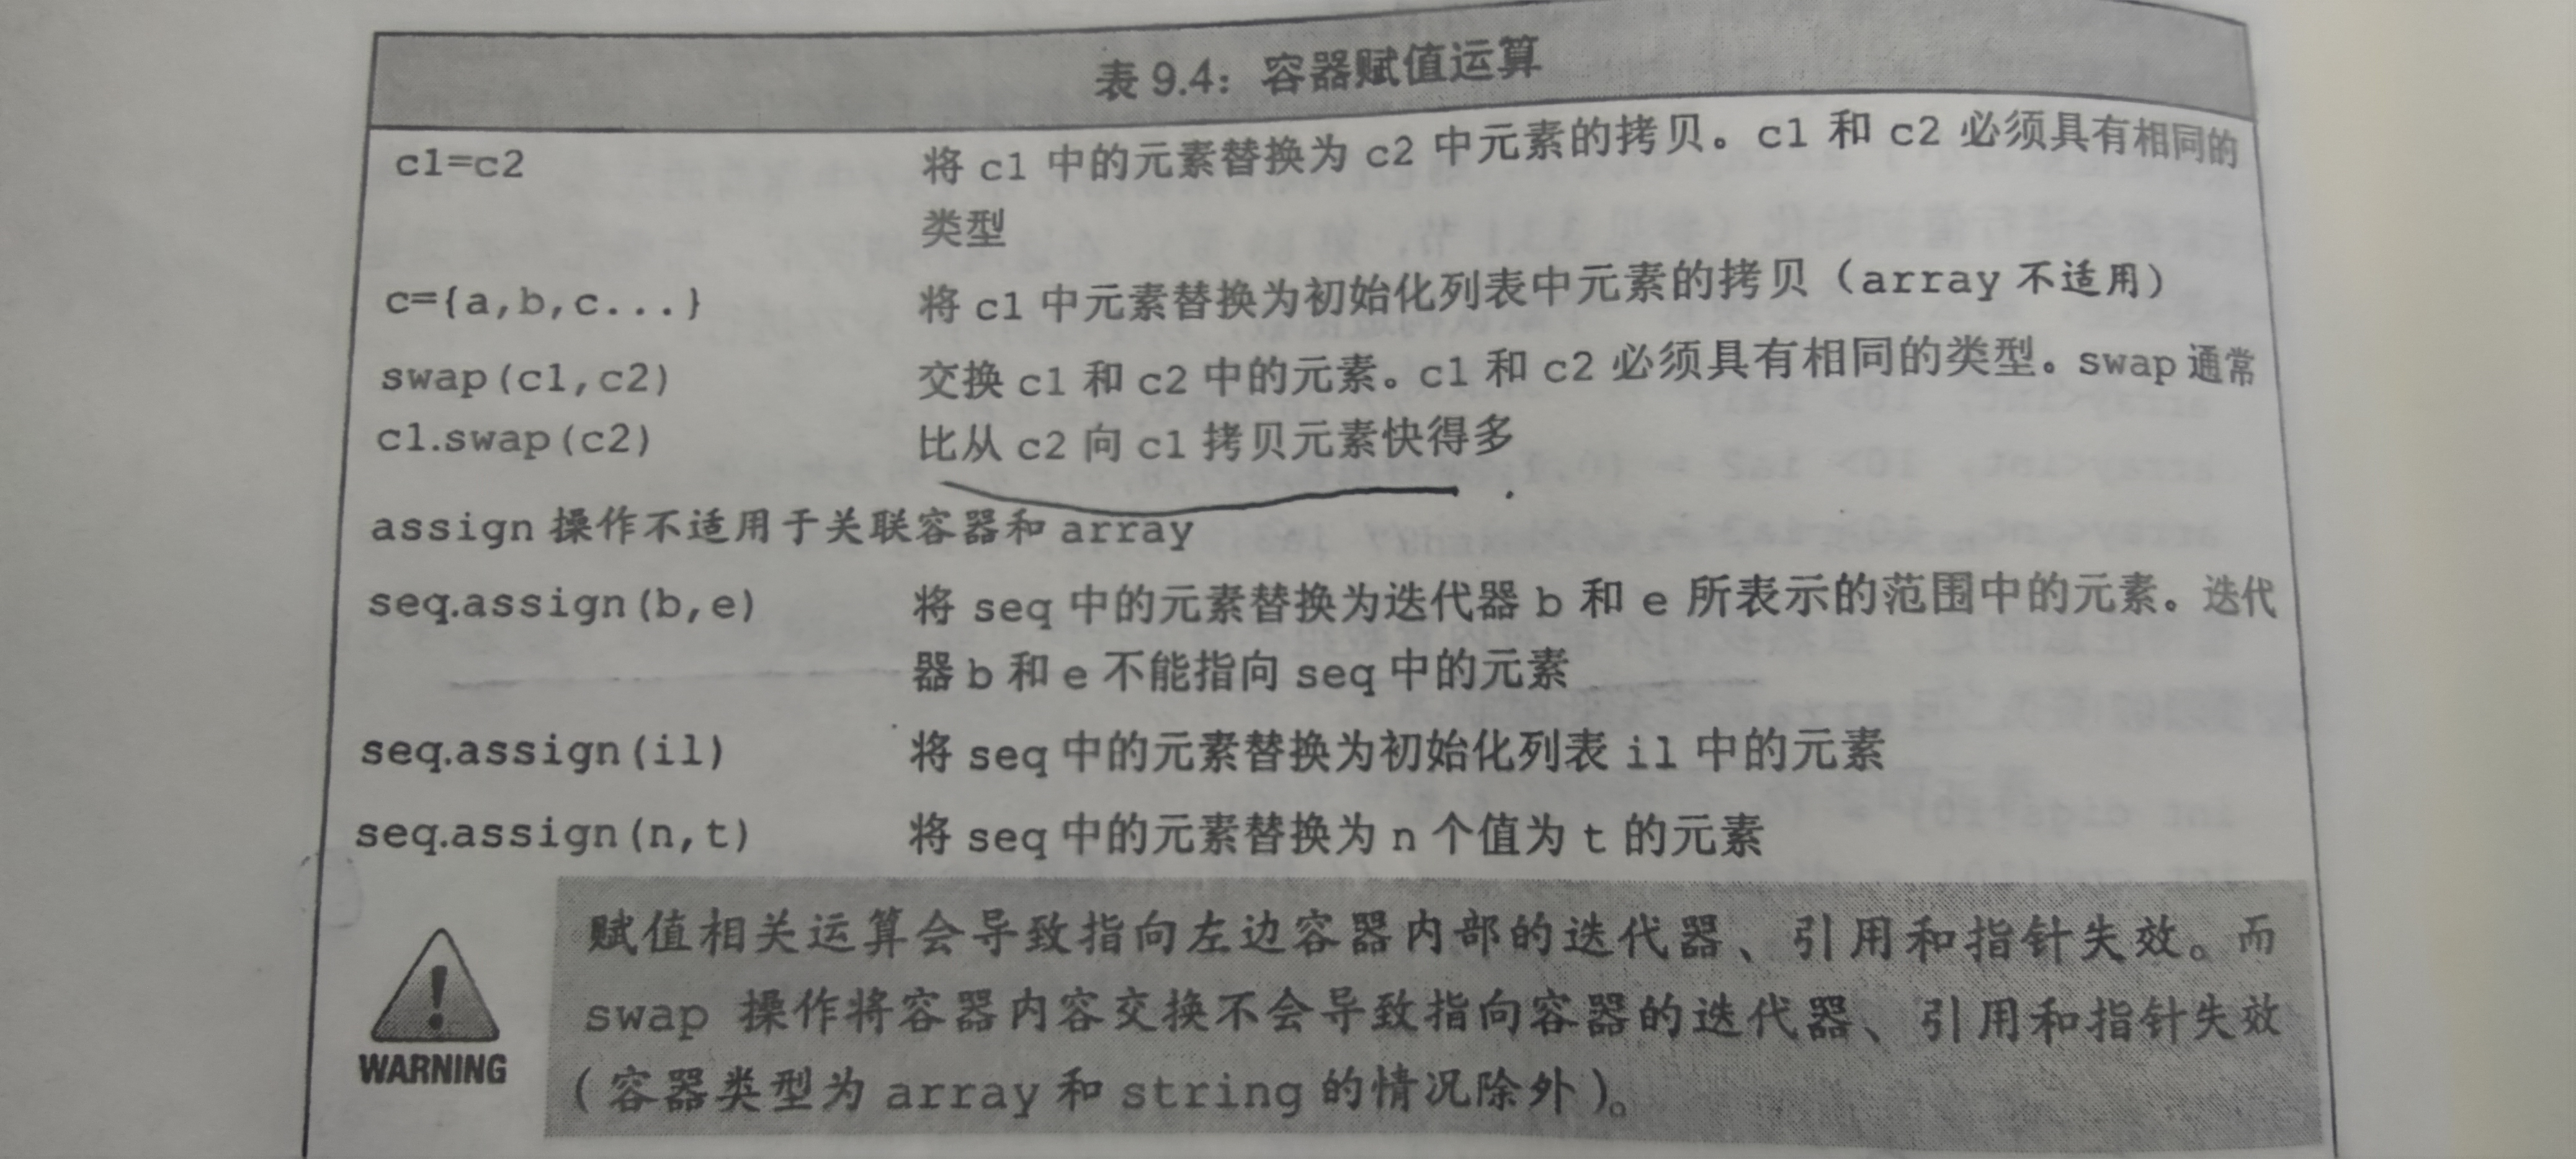 表 9.4：容器赋值运算
c1=c2 将 c1 中的元素替换为 c2 中元素的拷贝。c1 和 c2 必须具有相同的
类型
c={a,b,c...} 将 c1 中元素替换为初始化列表中元素的拷贝（array 不适用）
swap(c1,c2) 交换 c1 和 c2 中的元素。c1 和 c2 必须具有相同的类型。swap 通常
c1.swap(c2) 比从 c2 向 c1 拷贝元素快得多
assign 操作不适用于关联容器和 array
seq.assign(b,e) 将 seq 中的元素替换为迭代器 b 和 e 所表示的范围中的元素。迭代
器 b 和 e 不能指向 seq 中的元素
seq.assign(il) 将 seq 中的元素替换为初始化列表 il 中的元素
seq.assign(n,t) 将 seq 中的元素替换为 n 个值为 t 的元素
赋值相关运算会导致指向左边容器内部的迭代器、引用和指针失效。而
swap 操作将容器内容交换不会导致指向容器的迭代器、引用和指针失效
（容器类型为 array 和 string 的情况除外）。
WARNING